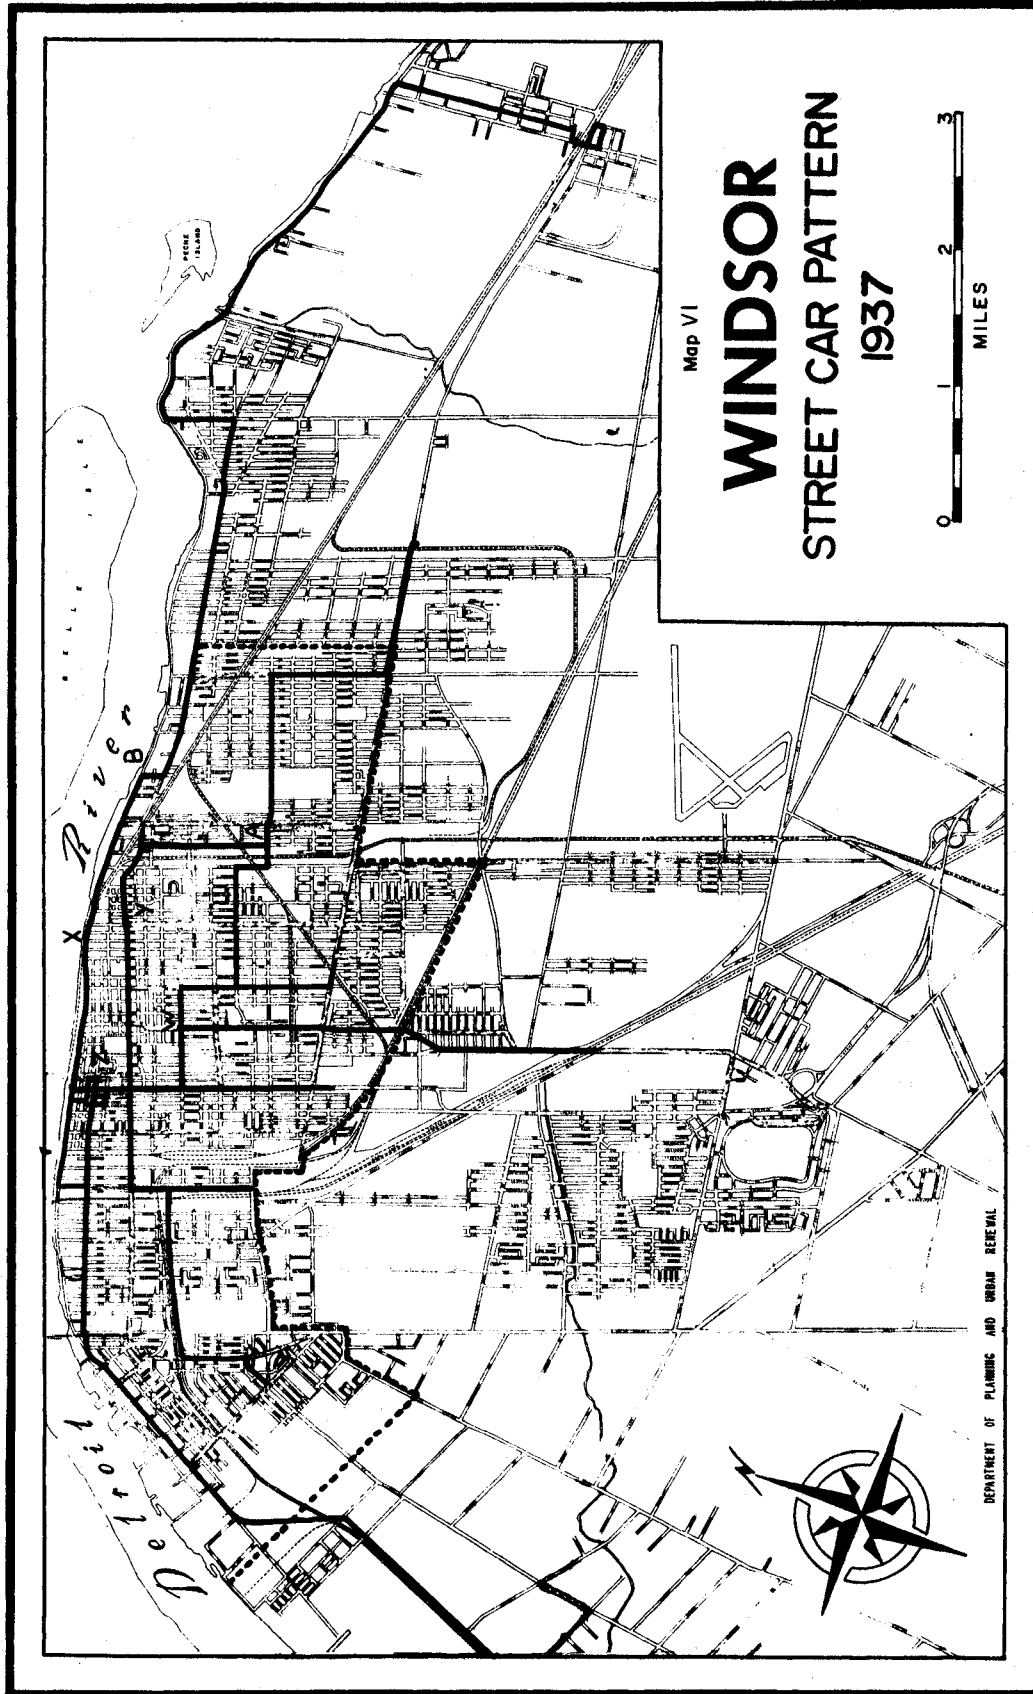 Map VI
WINDSOR
STREET CAR PATTERN
1937
0 1 2 3
MILES
Detroit River
BELLE ISLE
PECHE
ISLAND
B
A
X
Y
W
Z
N
DEPARTMENT OF PLANNING AND URBAN RENEWAL